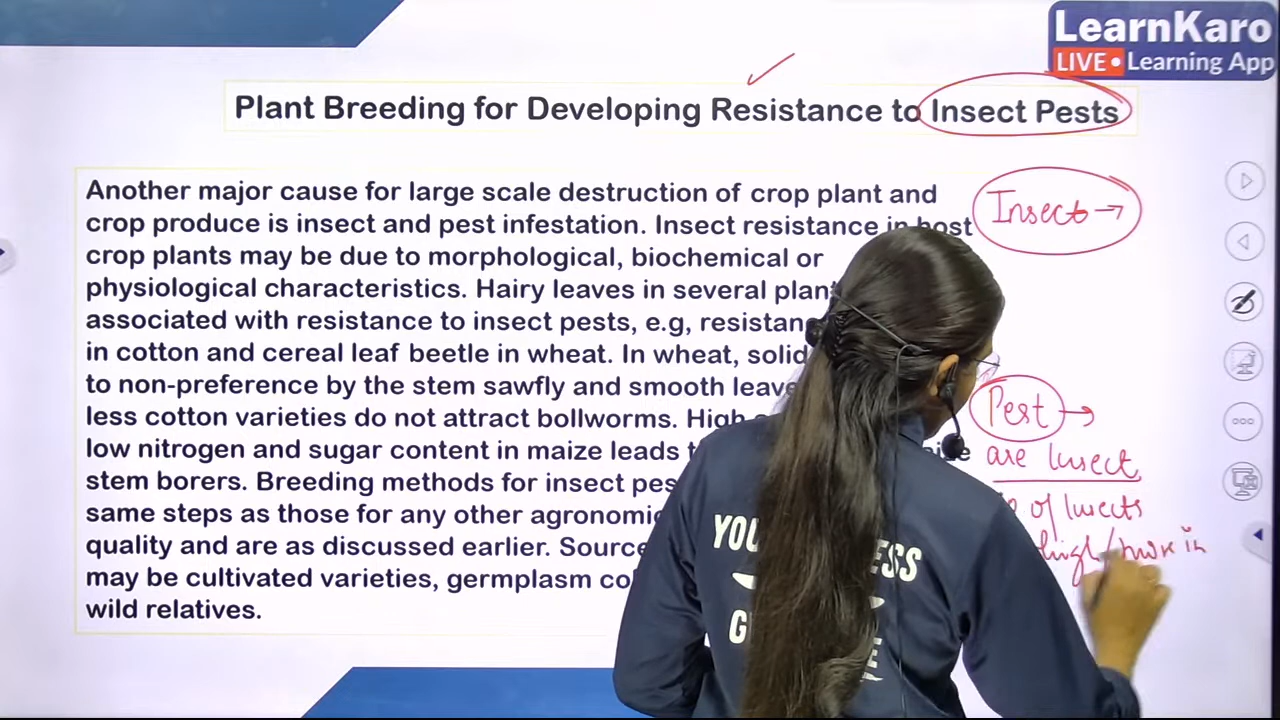 LearnKaro
LIVE • Learning App
Plant Breeding for Developing Resistance to Insect Pests
Another major cause for large scale destruction of crop plant and
crop produce is insect and pest infestation. Insect resistance in host
crop plants may be due to morphological, biochemical or
physiological characteristics. Hairy leaves in several plant
associated with resistance to insect pests, e.g, resistan
in cotton and cereal leaf beetle in wheat. In wheat, solid
to non-preference by the stem sawfly and smooth leave
less cotton varieties do not attract bollworms. High
low nitrogen and sugar content in maize leads
stem borers. Breeding methods for insect pes
same steps as those for any other agronomic
quality and are as discussed earlier. Source
may be cultivated varieties, germplasm co
wild relatives.
Insect →
Pest →
are Insect
of Insects
high/more in
YOU ESS
G E